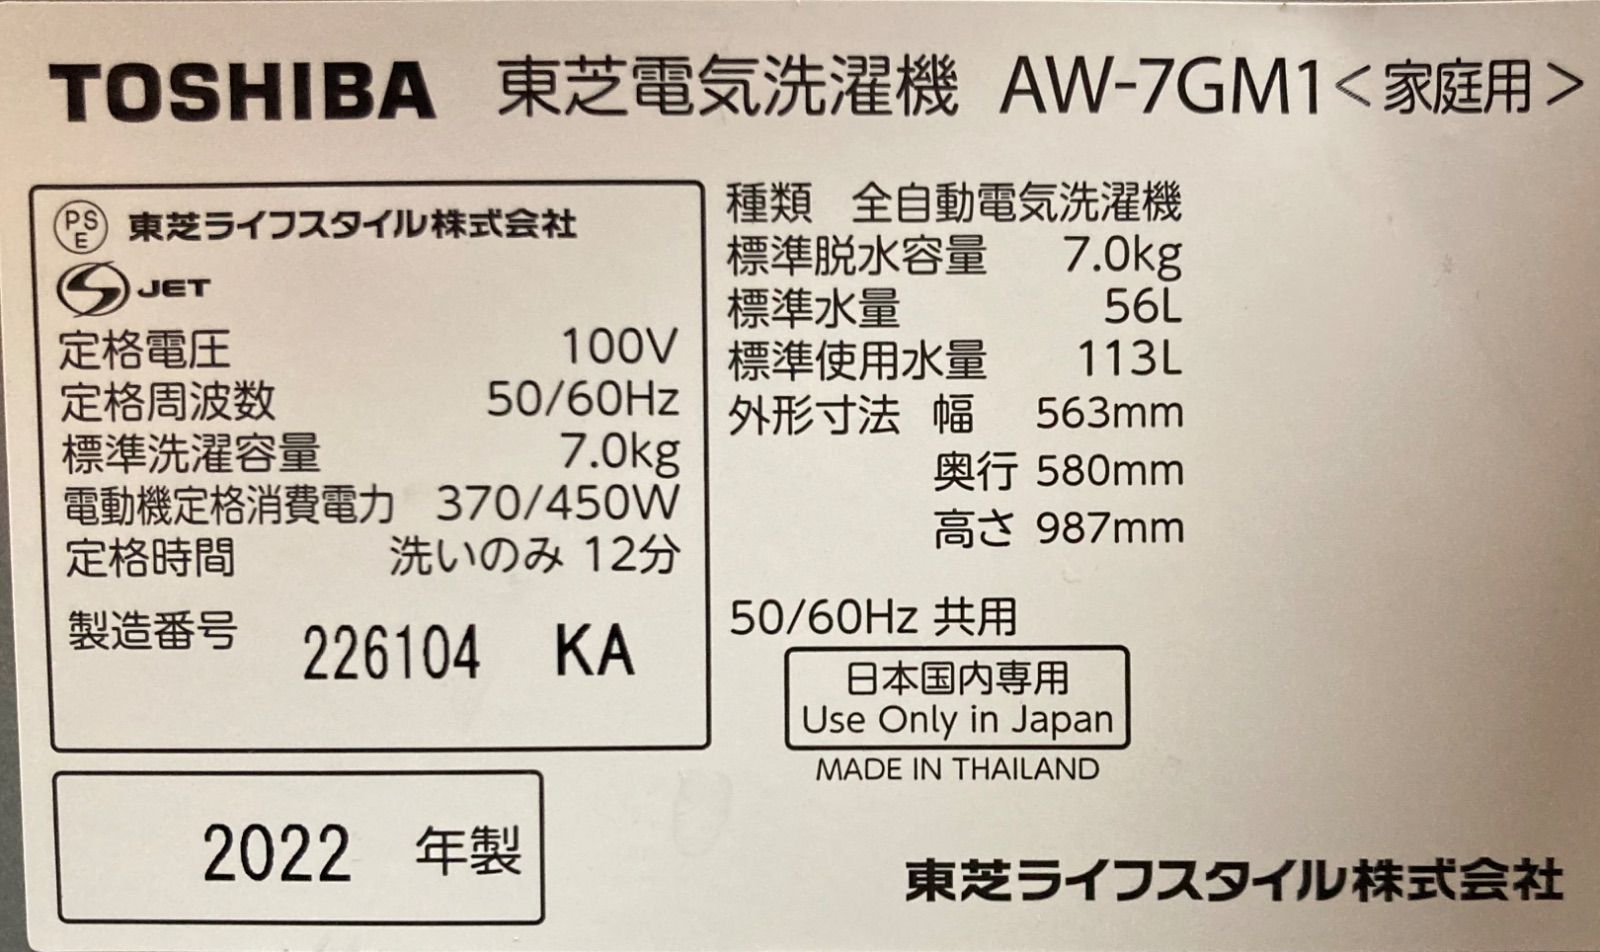 TOSHIBA 東芝電気洗濯機 AW-7GM1<家庭用>
PSE 東芝ライフスタイル株式会社
JET
定格電圧 100V
定格周波数 50/60Hz
標準洗濯容量 7.0kg
電動機定格消費電力 370/450W
定格時間 洗いのみ 12分
製造番号 226104 KA
2022 年製
種類 全自動電気洗濯機
標準脱水容量 7.0kg
標準水量 56L
標準使用水量 113L
外形寸法 幅 563mm
奥行 580mm
高さ 987mm
50/60Hz 共用
日本国内専用
Use Only in Japan
MADE IN THAILAND
東芝ライフスタイル株式会社